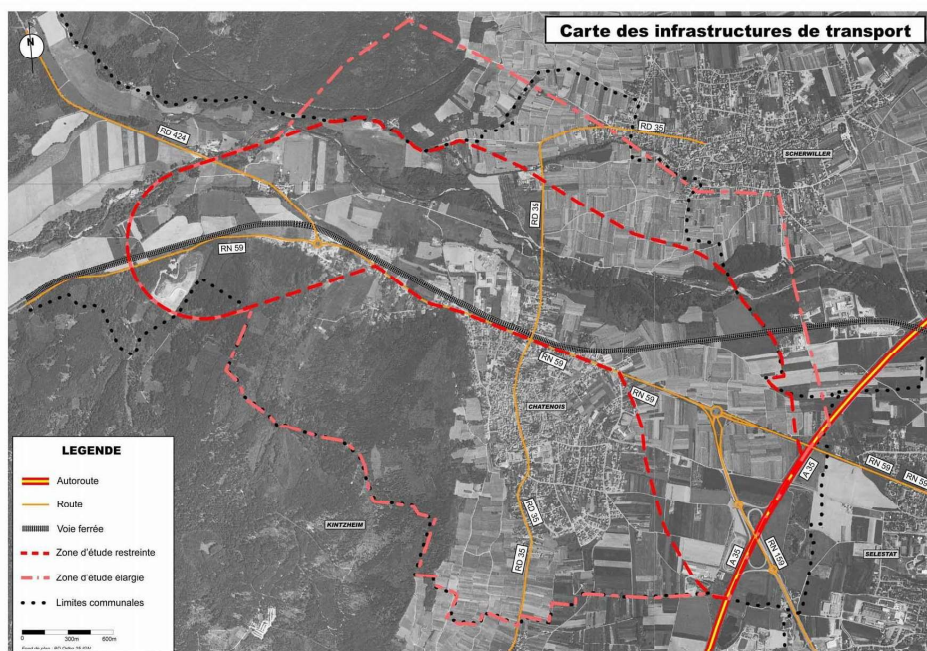 Carte des infrastructures de transport
N
RD 424
RD 35
SCHERWILLER
RD 35
RN 59
RN 59
RN 59
CHATENOIS
RN 59
RN 59
A 35
RD 35
KINTZHEIM
RD 35
A 35
RN 159
SELESTAT
LEGENDE
Autoroute
Route
Voie ferrée
Zone d'étude restreinte
Zone d'étude élargie
Limites communales
0 300m 600m